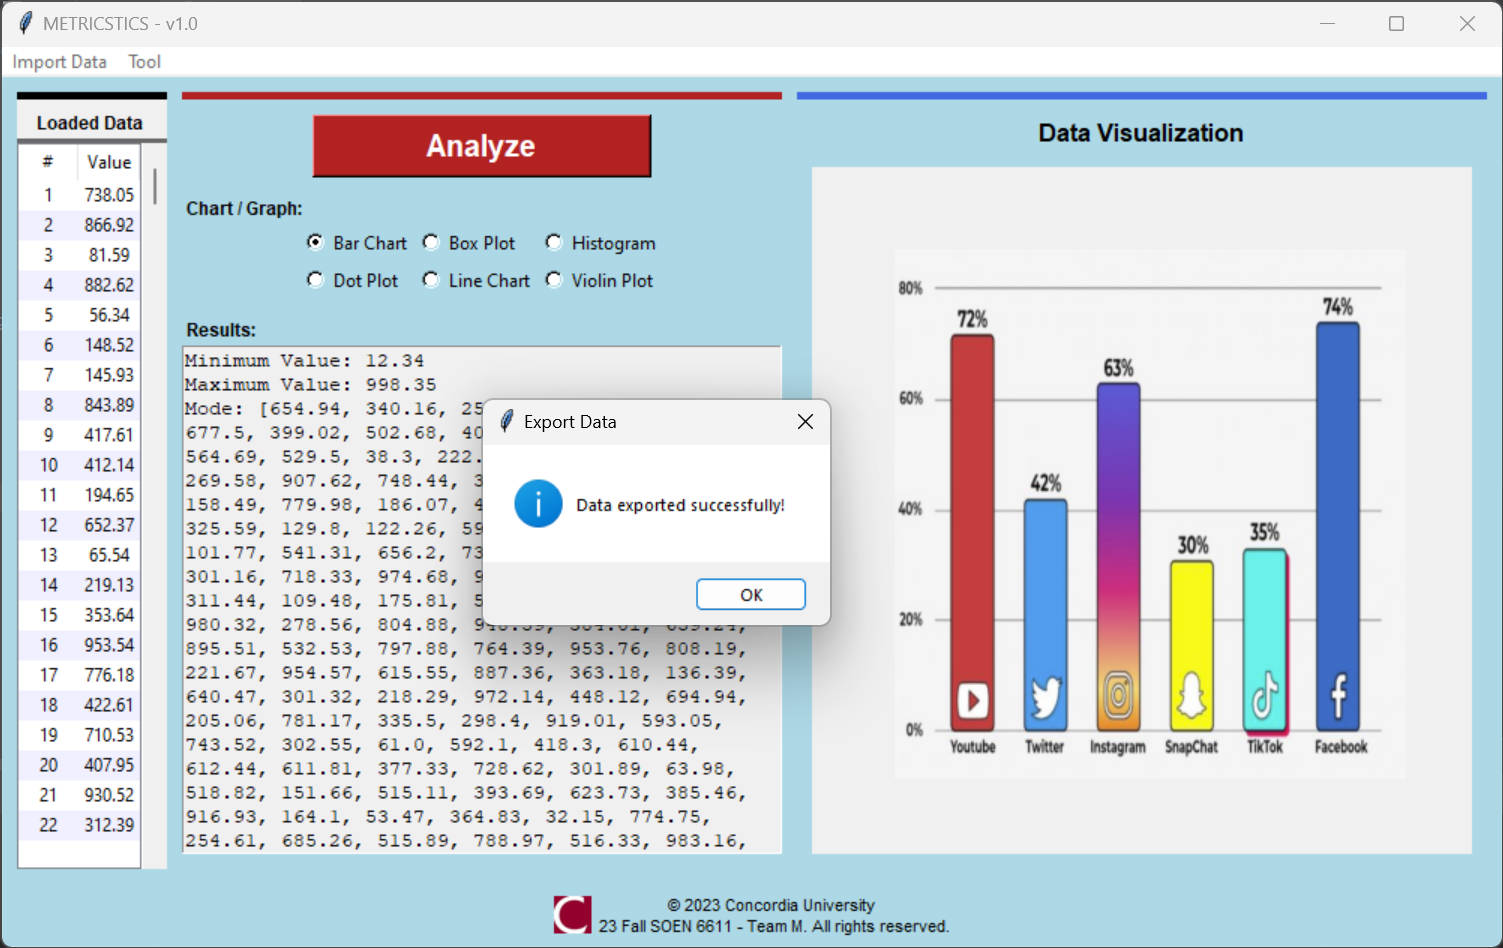 METRICSTICS - v1.0
Import Data Tool
Loaded Data
# Value
1 738.05
2 866.92
3 81.59
4 882.62
5 56.34
6 148.52
7 145.93
8 843.89
9 417.61
10 412.14
11 194.65
12 652.37
13 65.54
14 219.13
15 353.64
16 953.54
17 776.18
18 422.61
19 710.53
20 407.95
21 930.52
22 312.39
Analyze
Chart / Graph:
Bar Chart Box Plot Histogram
Dot Plot Line Chart Violin Plot
Results:
Minimum Value: 12.34
Maximum Value: 998.35
Mode: [654.94, 340.16, 25
677.5, 399.02, 502.68, 40
564.69, 529.5, 38.3, 222.
269.58, 907.62, 748.44, 3
158.49, 779.98, 186.07, 4
325.59, 129.8, 122.26, 59
101.77, 541.31, 656.2, 73
301.16, 718.33, 974.68, 9
311.44, 109.48, 175.81, 5
980.32, 278.56, 804.88,
895.51, 532.53, 797.88, 764.39, 953.76, 808.19,
221.67, 954.57, 615.55, 887.36, 363.18, 136.39,
640.47, 301.32, 218.29, 972.14, 448.12, 694.94,
205.06, 781.17, 335.5, 298.4, 919.01, 593.05,
743.52, 302.55, 61.0, 592.1, 418.3, 610.44,
612.44, 611.81, 377.33, 728.62, 301.89, 63.98,
518.82, 151.66, 515.11, 393.69, 623.73, 385.46,
916.93, 164.1, 53.47, 364.83, 32.15, 774.75,
254.61, 685.26, 515.89, 788.97, 516.33, 983.16,
Export Data
Data exported successfully!
OK
Data Visualization
80%
60%
40%
20%
0%
72%
42%
63%
30%
35%
74%
Youtube Twitter Instagram SnapChat TikTok Facebook
© 2023 Concordia University
23 Fall SOEN 6611 - Team M. All rights reserved.